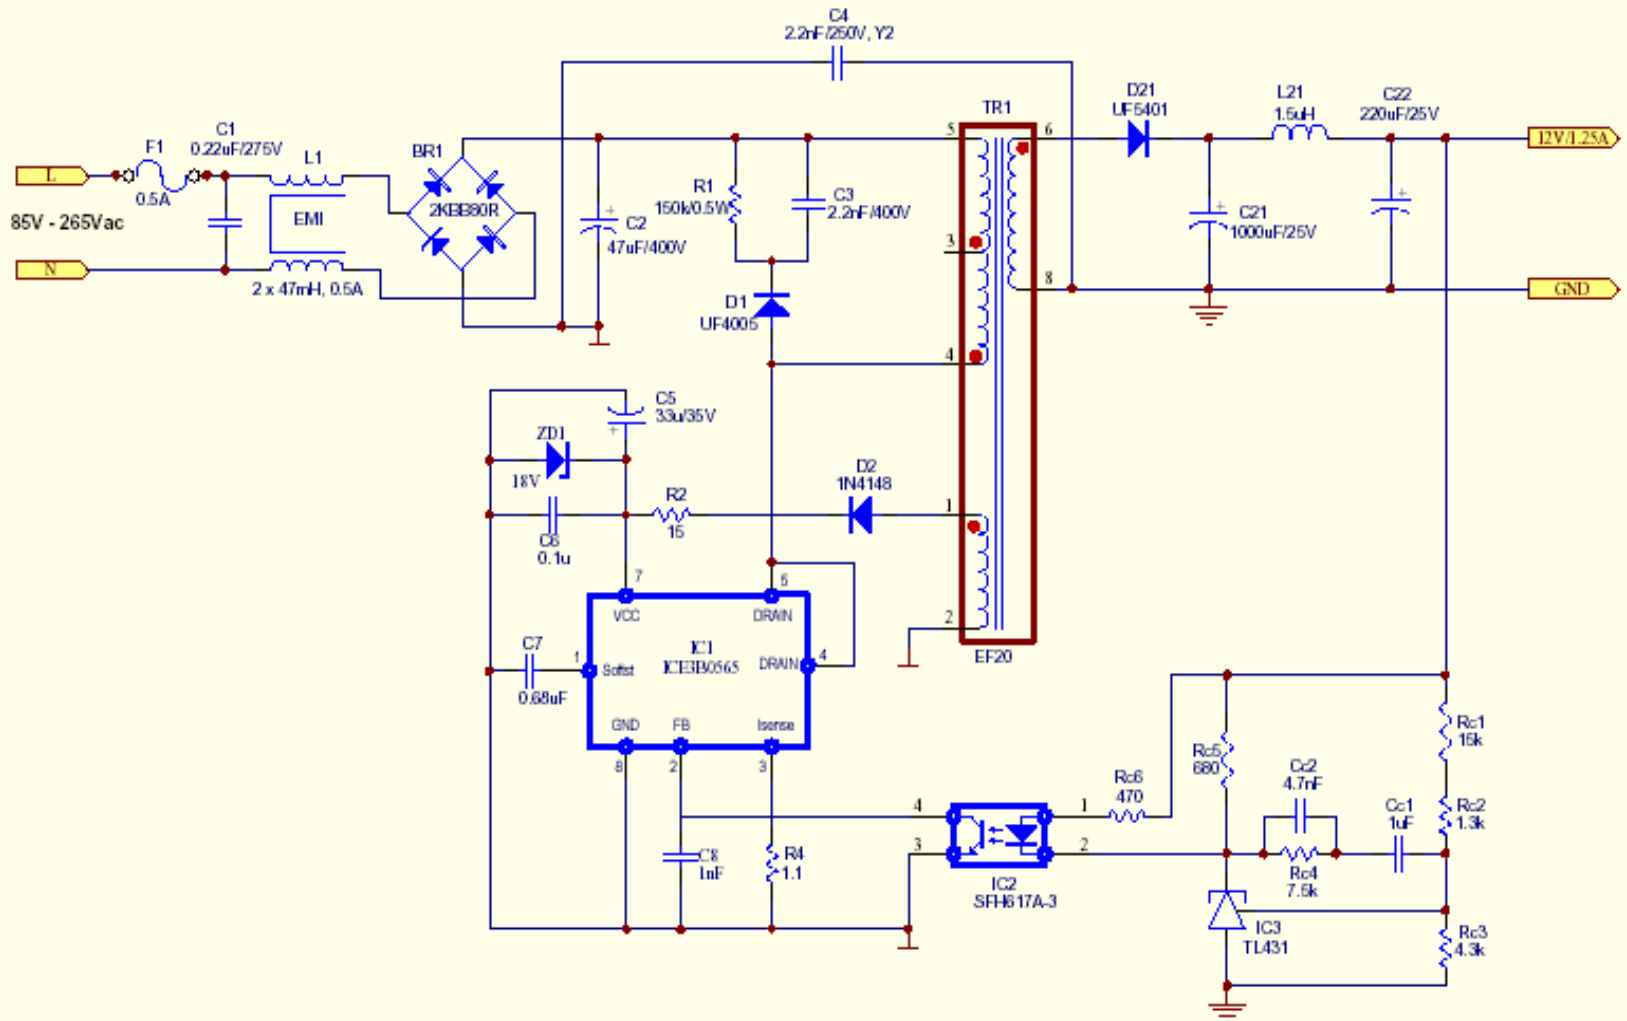 C4
2.2nF/250V, Y2
TR1
D21
UF5401
L21
1.5uH
C22
220uF/25V
C1
0.22uF/275V
F1
0.5A
L
L1
BR1
5
6
12V/1.25A
R1
150k/0.5W
C3
2.2nF/400V
2KBB80R
EMI
85V - 265Vac
C2
47uF/400V
C21
1000uF/25V
3
N
2 x 47mH, 0.5A
8
GND
D1
UF4005
4
C5
33u/35V
ZD1
18V
D2
1N4148
R2
15
1
C6
0.1u
7
5
VCC
DRAIN
2
C7
0.68uF
1
Softst
IC1
ICE3B0565
DRAIN
4
EF20
GND
FB
Isense
8
2
3
Rc1
15k
Rc5
680
Cc2
4.7nF
Rc6
470
4
1
Cc1
1uF
Rc2
1.3k
C8
1nF
R4
1.1
3
2
IC2
SFH617A-3
Rc4
7.5k
IC3
TL431
Rc3
4.3k